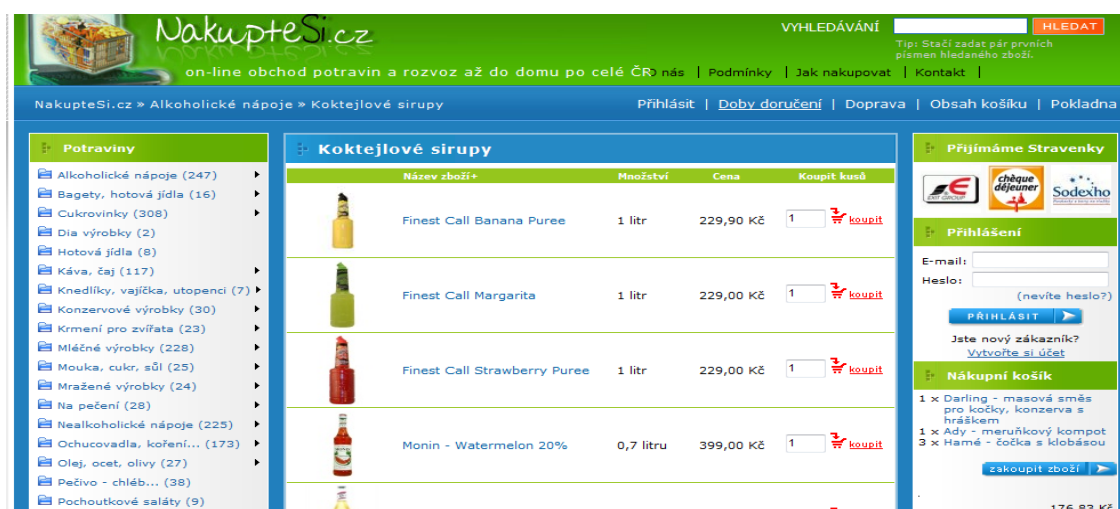 NakupteSi.cz
on-line obchod potravin a rozvoz až do domu po celé ČR
VYHLEDÁVÁNÍ
HLEDAT
Tip: Stačí zadat pár prvních
písmen hledaného zboží.
O nás | Podmínky | Jak nakupovat | Kontakt |
NakupteSi.cz » Alkoholické nápoje » Koktejlové sirupy
Přihlásit | Doby doručení | Doprava | Obsah košíku | Pokladna
Potraviny
Alkoholické nápoje (247)
Bagety, hotová jídla (16)
Cukrovinky (308)
Dia výrobky (2)
Hotová jídla (8)
Káva, čaj (117)
Knedlíky, vajíčka, utopenci (7)
Konzervové výrobky (30)
Krmení pro zvířata (23)
Mléčné výrobky (228)
Mouka, cukr, sůl (25)
Mražené výrobky (24)
Na pečení (28)
Nealkoholické nápoje (225)
Ochucovadla, koření... (173)
Olej, ocet, olivy (27)
Pečivo - chléb... (38)
Pochoutkové saláty (9)
Koktejlové sirupy
Název zboží+ Množství Cena Koupit kusů
Finest Call Banana Puree 1 litr 229,90 Kč 1 koupit
Finest Call Margarita 1 litr 229,00 Kč 1 koupit
Finest Call Strawberry Puree 1 litr 229,00 Kč 1 koupit
Monin - Watermelon 20% 0,7 litru 399,00 Kč 1 koupit
Přijímáme Stravenky
chèque
déjeuner
Sodexho
Přihlášení
E-mail:
Heslo:
(nevíte heslo?)
PŘIHLÁSIT
Jste nový zákazník?
Vytvořte si účet
Nákupní košík
1 x Darling - masová směs
pro kočky, konzerva s
hráškem
1 x Ady - meruňkový kompot
3 x Hamé - čočka s klobásou
zakoupit zboží
176,83 Kč